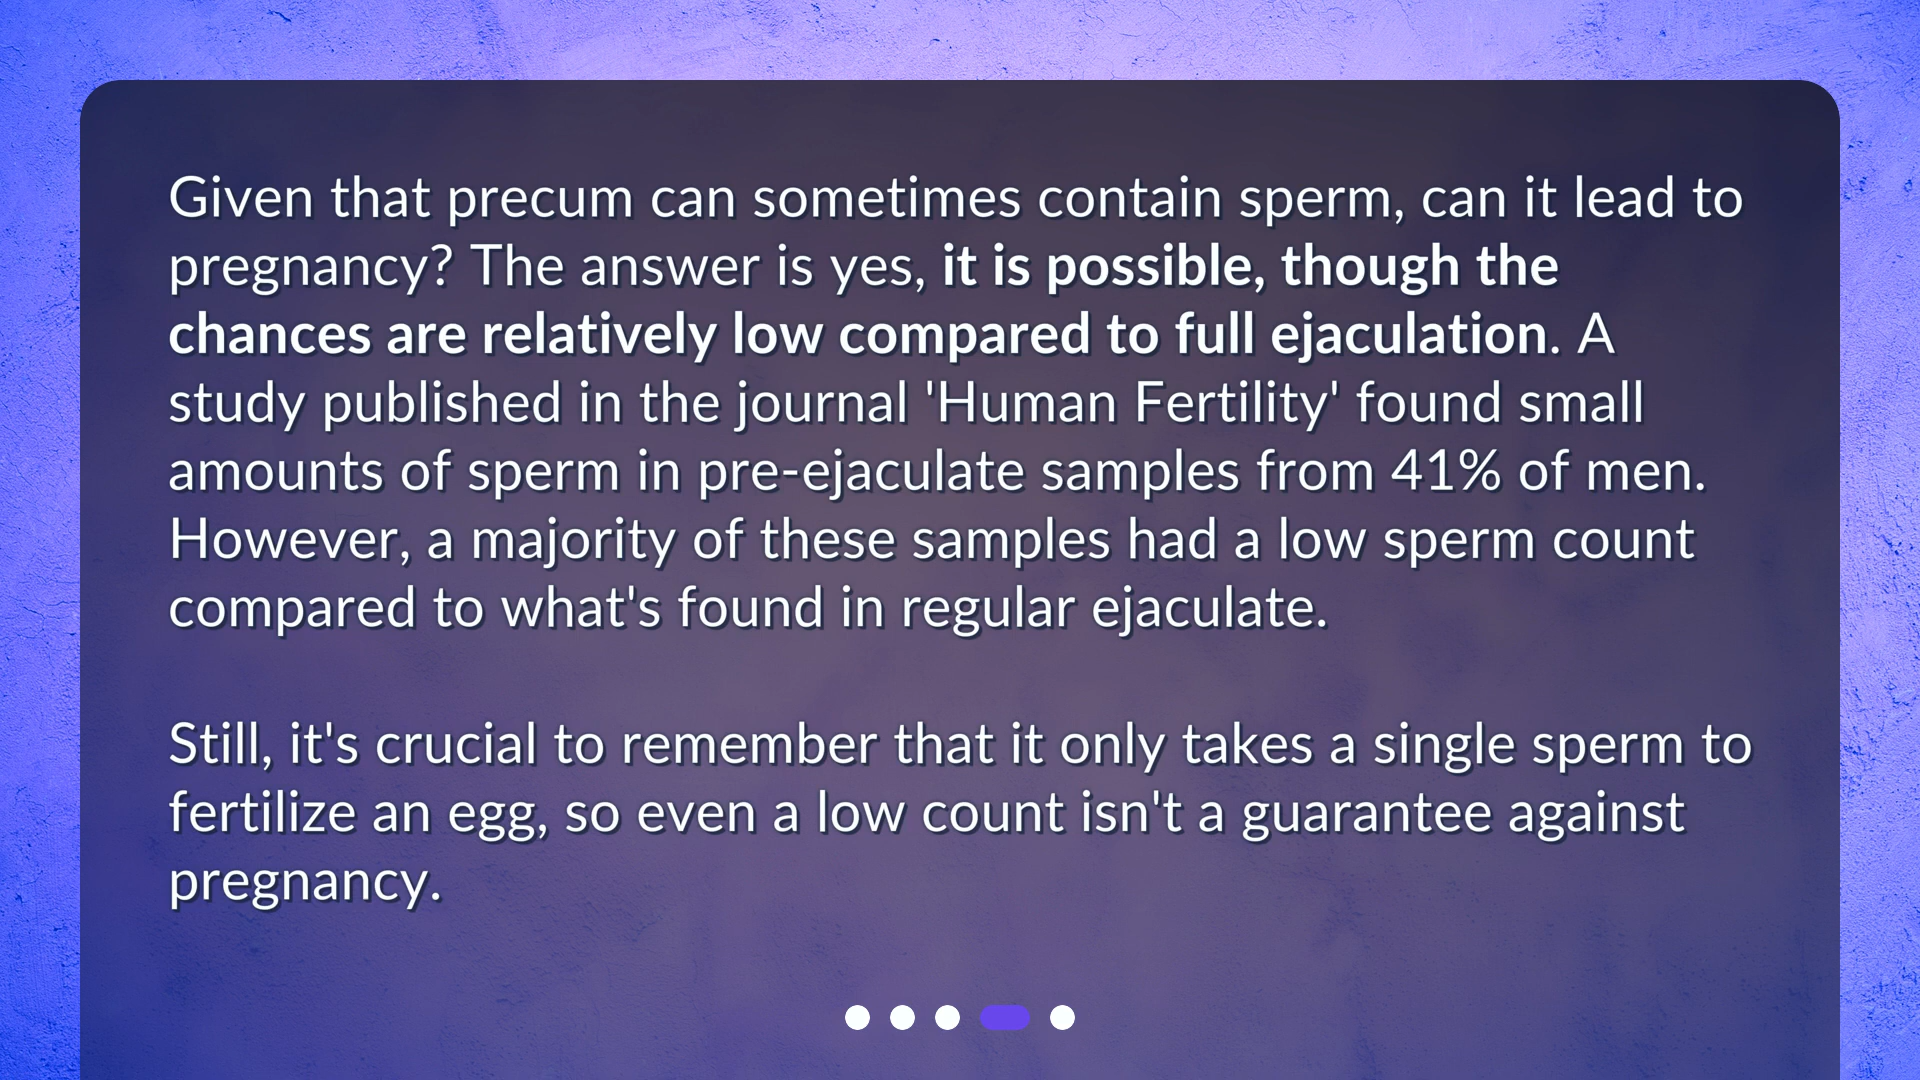 Given that precum can sometimes contain sperm, can it lead to
pregnancy? The answer is yes, it is possible, though the
chances are relatively low compared to full ejaculation. A
study published in the journal 'Human Fertility' found small
amounts of sperm in pre-ejaculate samples from 41% of men.
However, a majority of these samples had a low sperm count
compared to what's found in regular ejaculate.
Still, it's crucial to remember that it only takes a single sperm to
fertilize an egg, so even a low count isn't a guarantee against
pregnancy.